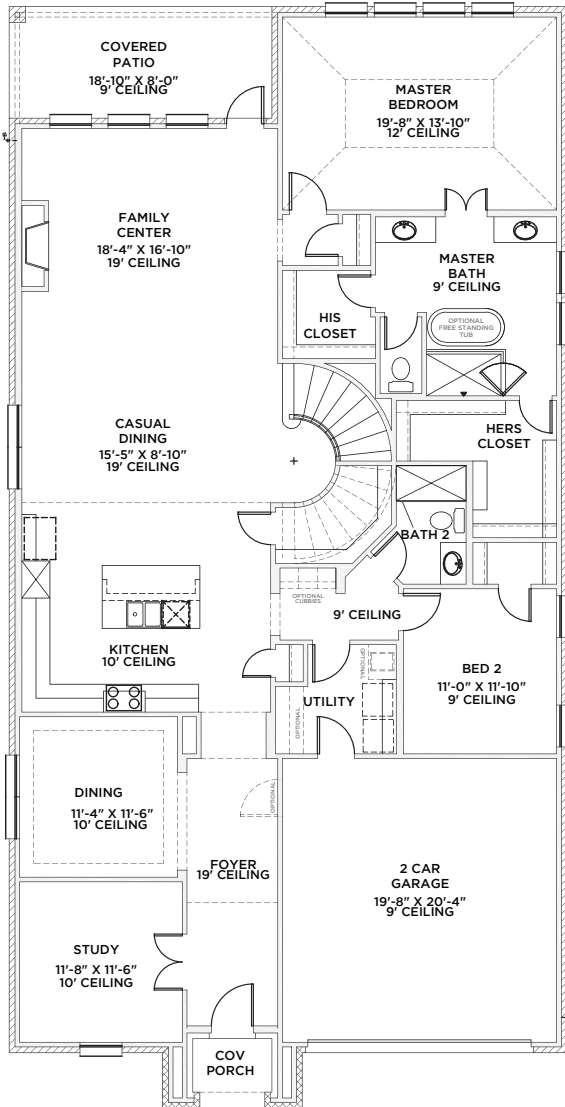 COVERED
PATIO
18'-10" X 8'-0"
9' CEILING
MASTER
BEDROOM
19'-8" X 13'-10"
12' CEILING
FAMILY
CENTER
18'-4" X 16'-10"
19' CEILING
MASTER
BATH
9' CEILING
HIS
CLOSET
OPTIONAL
FREE STANDING
TUB
CASUAL
DINING
15'-5" X 8'-10"
19' CEILING
HERS
CLOSET
BATH 2
OPTIONAL
CUBBIES
9' CEILING
KITCHEN
10' CEILING
OPTIONAL
BED 2
11'-0" X 11'-10"
9' CEILING
UTILITY
OPTIONAL
DINING
11'-4" X 11'-6"
10' CEILING
OPTIONAL
FOYER
19' CEILING
2 CAR
GARAGE
19'-8" X 20'-4"
9' CEILING
STUDY
11'-8" X 11'-6"
10' CEILING
COV
PORCH